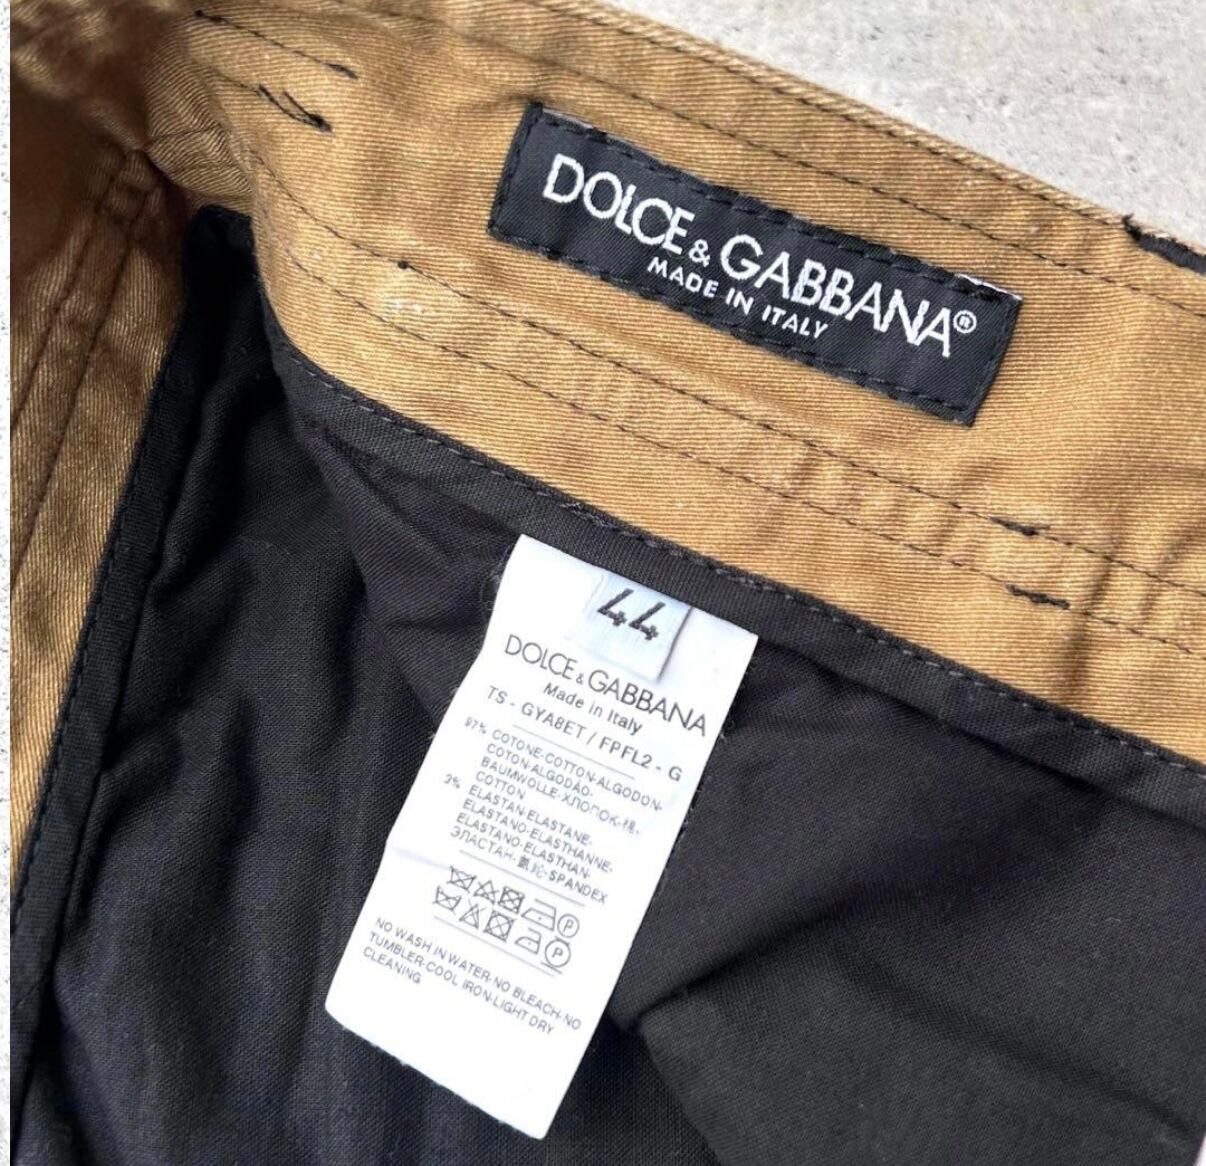 DOLCE & GABBANA®
MADE IN ITALY
44
DOLCE & GABBANA
Made in Italy
TS - GYA8ET / FPFL2 - G
97% COTONE-COTTON-ALGODON-
COTON-ALGODÃO-
BAUMWOLLE-ХЛОПОК-棉-
COTTON
3% ELASTAN-ELASTANE-
ELASTANO-ELASTHANNE-
ELASTANO-ELASTHAN-
ЭЛАСТАН-氨纶-SPANDEX
P
P
NO WASH IN WATER-NO BLEACH-NO
TUMBLER-COOL IRON-LIGHT DRY
CLEANING